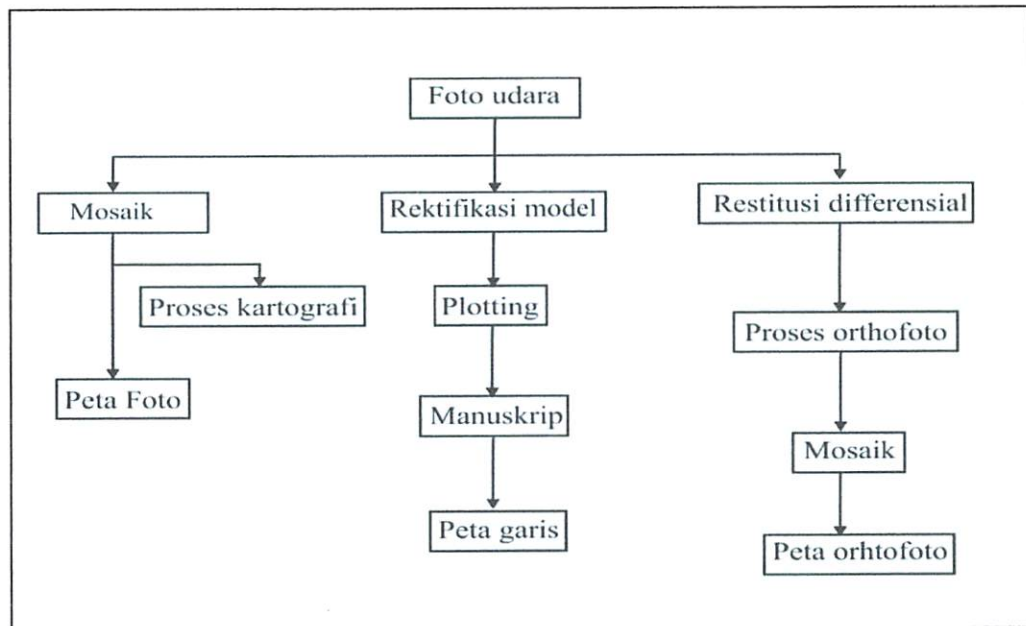 Foto udara
Mosaik
Rektifikasi model
Restitusi differensial
Proses kartografi
Plotting
Proses orthofoto
Peta Foto
Manuskrip
Mosaik
Peta garis
Peta orhtofoto